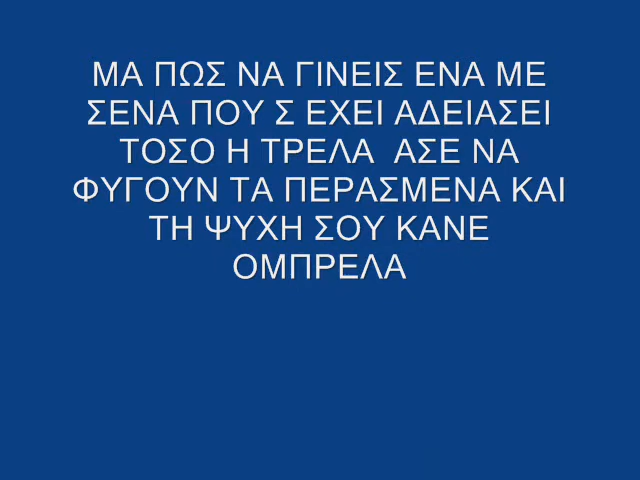 ΜΑ ΠΩΣ ΝΑ ΓΙΝΕΙΣ ΕΝΑ ΜΕ
ΣΕΝΑ ΠΟΥ Σ ΕΧΕΙ ΑΔΕΙΑΣΕΙ
ΤΟΣΟ Η ΤΡΕΛΑ  ΑΣΕ ΝΑ
ΦΥΓΟΥΝ ΤΑ ΠΕΡΑΣΜΕΝΑ ΚΑΙ
ΤΗ ΨΥΧΗ ΣΟΥ ΚΑΝΕ
ΟΜΠΡΕΛΑ